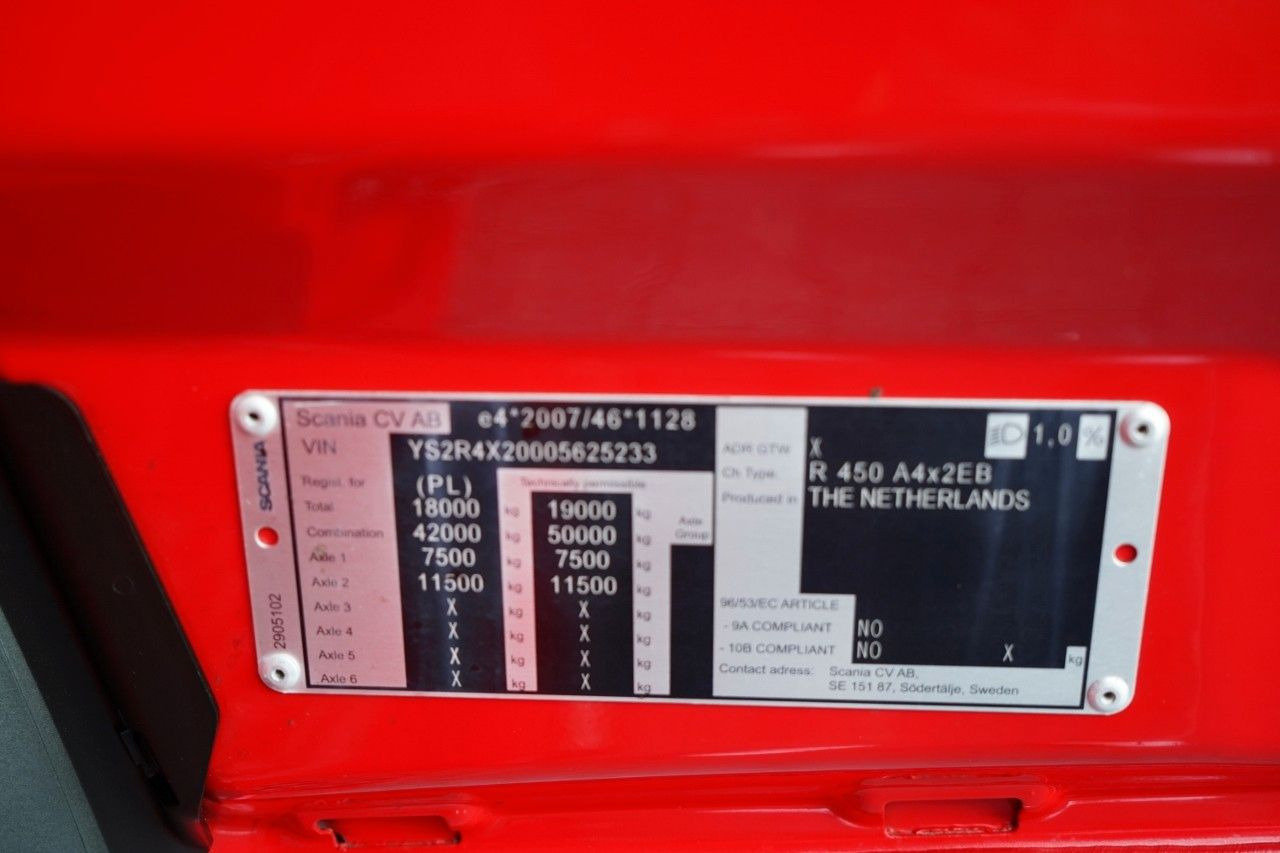 SCANIA
2905102
Scania CV AB e4*2007/46*1128
VIN YS2R4X20005625233
Regist. for (PL) Technically permissible
Total 18000 kg 19000 kg Axle
Combination 42000 kg 50000 kg Group
Axle 1 7500 kg 7500 kg
Axle 2 11500 kg 11500 kg
Axle 3 X kg X kg
Axle 4 X kg X kg
Axle 5 X kg X kg
Axle 6 X kg X kg
1,0 %
ADR GTW X
Ch Type: R 450 A4x2EB
Produced in THE NETHERLANDS
96/53/EC ARTICLE
- 9A COMPLIANT NO
- 10B COMPLIANT NO X kg
Contact adress: Scania CV AB,
SE 151 87, Södertälje, Sweden